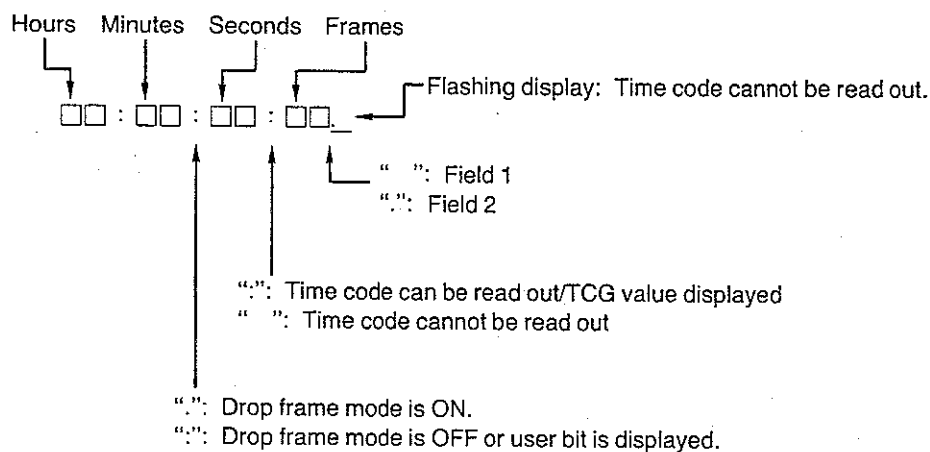 Hours Minutes Seconds Frames
Flashing display: Time code cannot be read out.
□□ : □□ : □□ : □□._
“ ”: Field 1
“.”: Field 2
“:”: Time code can be read out/TCG value displayed
“ ”: Time code cannot be read out
“.”: Drop frame mode is ON.
“:”: Drop frame mode is OFF or user bit is displayed.